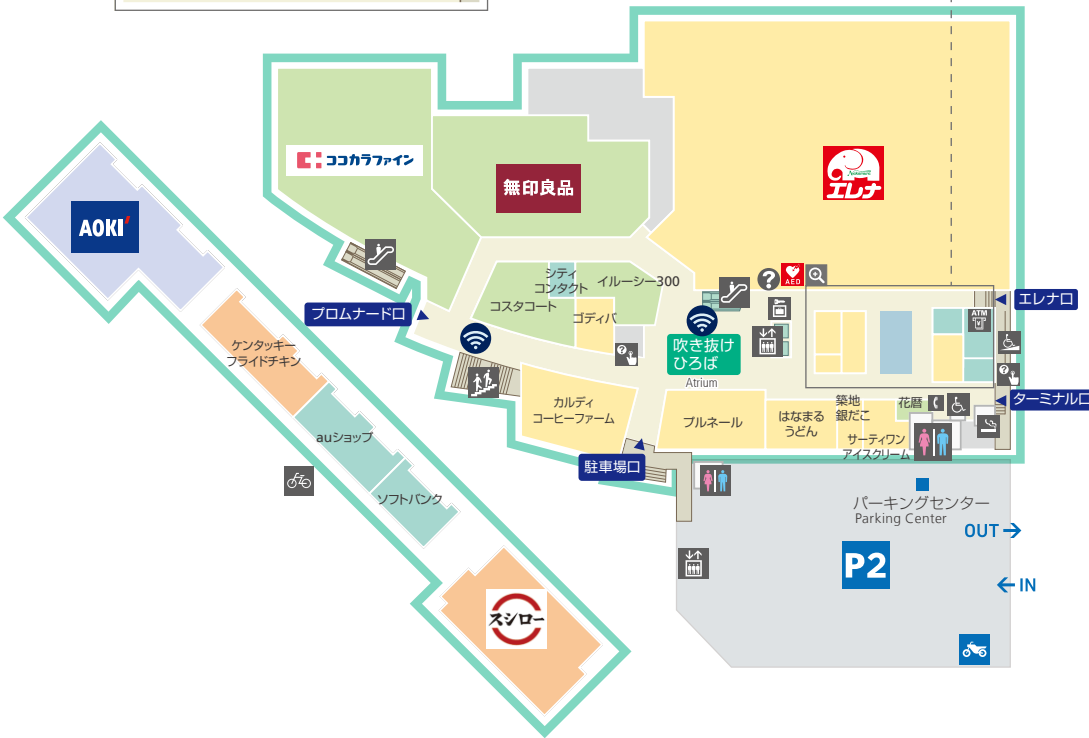 ココカラファイン
無印良品
エレナ
AOKI
シティ
コンタクト
イルーシー300
コスタコート
ゴディバ
AED
ATM
エレナ口
プロムナード口
吹き抜け
ひろば
Atrium
ケンタッキー
フライドチキン
カルディ
コーヒーファーム
ブルネール
はなまる
うどん
築地
銀だこ
花暦
サーティワン
アイスクリーム
ターミナル口
auショップ
駐車場口
ソフトバンク
パーキングセンター
Parking Center
OUT
P2
IN
スシロー